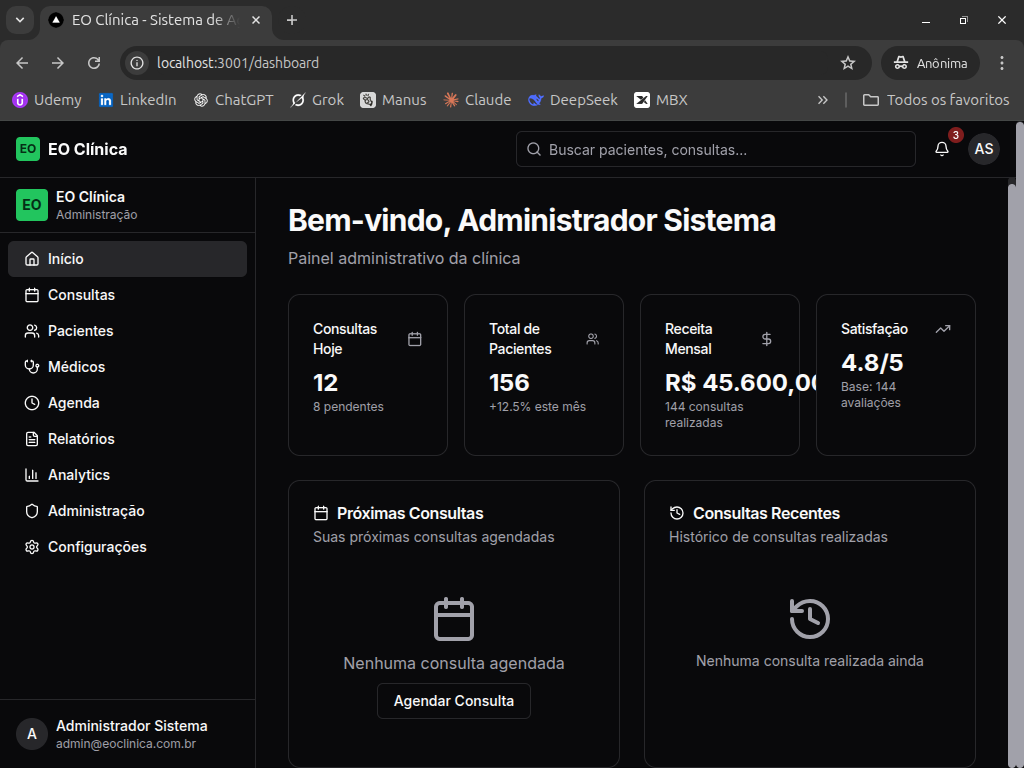 EO Clínica - Sistema de A
localhost:3001/dashboard
Anônima
Udemy
LinkedIn
ChatGPT
Grok
Manus
Claude
DeepSeek
MBX
Todos os favoritos
EO
EO Clínica
Buscar pacientes, consultas...
3
AS
EO
EO Clínica
Administração
Início
Consultas
Pacientes
Médicos
Agenda
Relatórios
Analytics
Administração
Configurações
A
Administrador Sistema
admin@eoclinica.com.br
Bem-vindo, Administrador Sistema
Painel administrativo da clínica
Consultas
Hoje
12
8 pendentes
Total de
Pacientes
156
+12.5% este mês
Receita
Mensal
R$ 45.600,00
144 consultas
realizadas
Satisfação
4.8/5
Base: 144
avaliações
Próximas Consultas
Suas próximas consultas agendadas
Nenhuma consulta agendada
Agendar Consulta
Consultas Recentes
Histórico de consultas realizadas
Nenhuma consulta realizada ainda